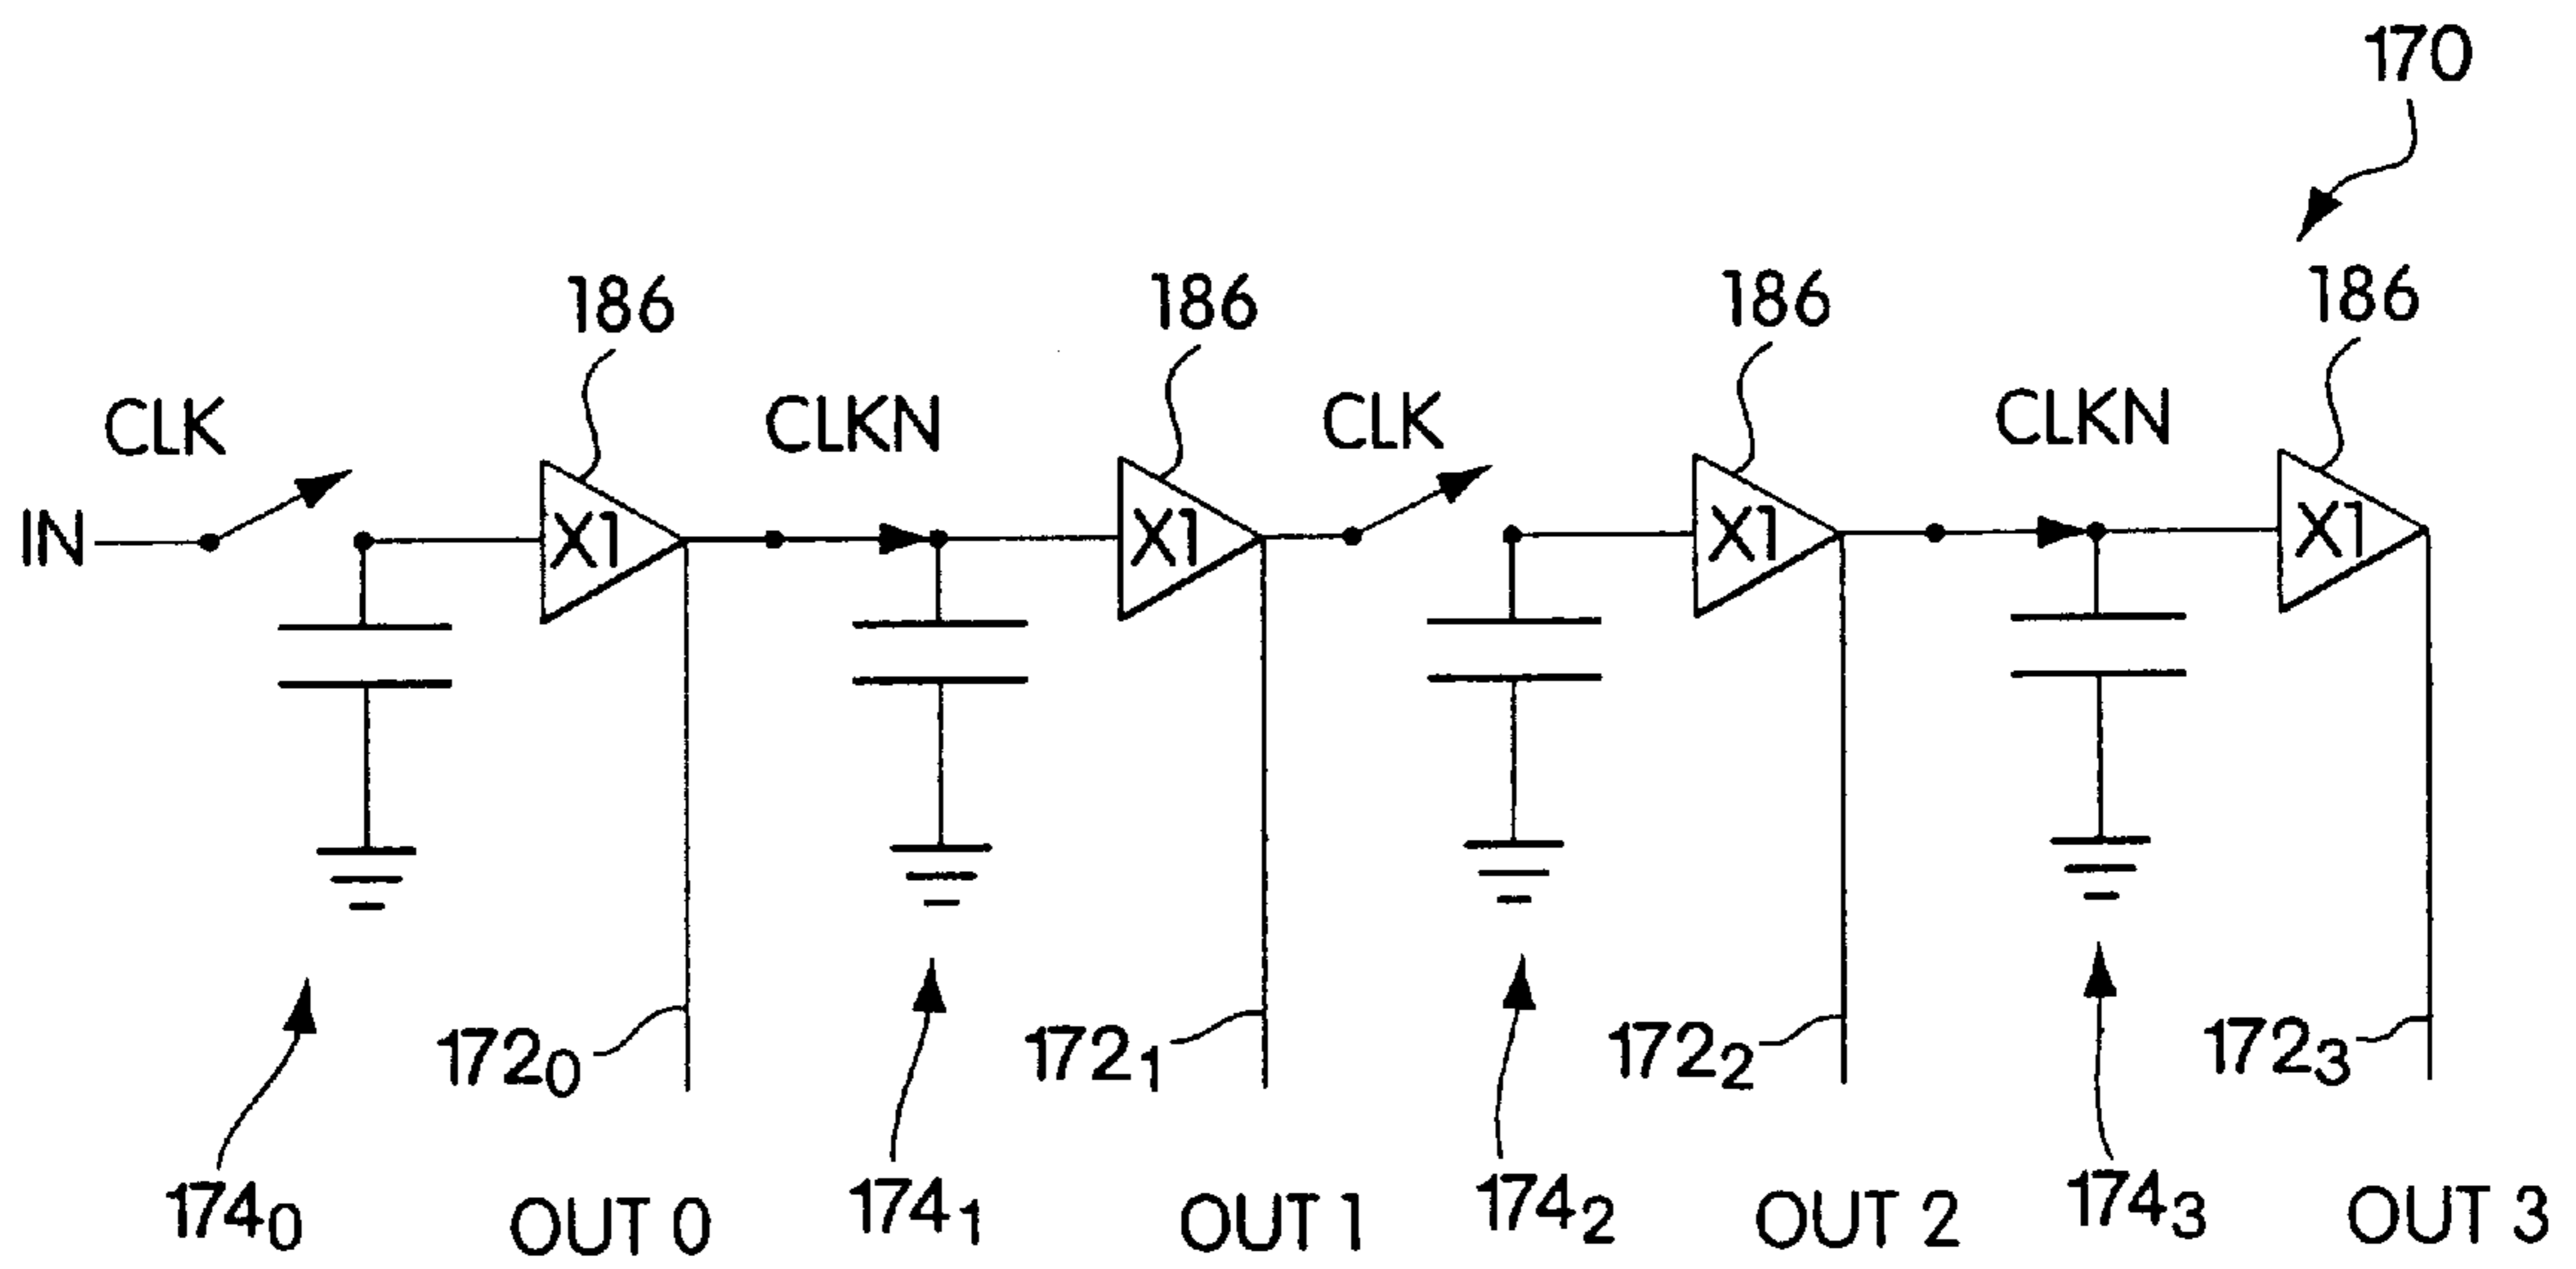 170
186 186 186 186
CLK CLKN CLK CLKN
IN X1 X1 X1 X1
172₀ 172₁ 172₂ 172₃
174₀ 174₁ 174₂ 174₃
OUT 0 OUT 1 OUT 2 OUT 3